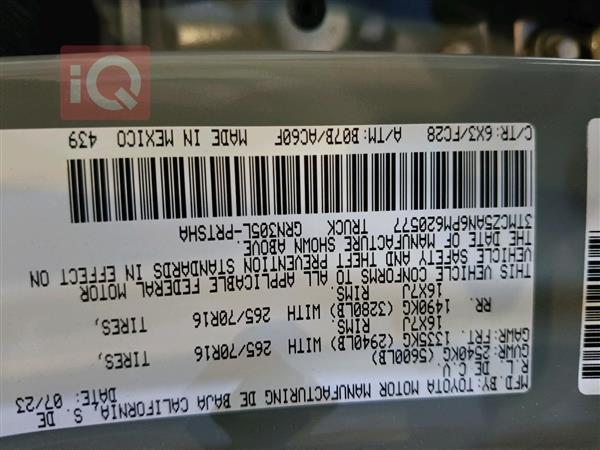 MFD.BY:TOYOTA MOTOR MANUFACTURING DE BAJA CALIFORNIA, S. DE
R.L. DE C.V. DATE: 07/23
GVWR:2540KG (5600LB)
GAWR:FRT. 1335KG (2940LB) WITH 265/70R16 TIRES,
16X7J RIMS
RR. 1490KG (3280LB) WITH 265/70R16 TIRES,
16X7J RIMS
THIS VEHICLE CONFORMS TO ALL APPLICABLE FEDERAL MOTOR
VEHICLE SAFETY AND THEFT PREVENTION STANDARDS IN EFFECT ON
THE DATE OF MANUFACTURE SHOWN ABOVE.
3TMCZ5AN6PM620577 TRUCK GRN305L-PRTSHA
C/TR:6X3/FC28 A/TM:B07B/AC60F MADE IN MEXICO 439
iQ